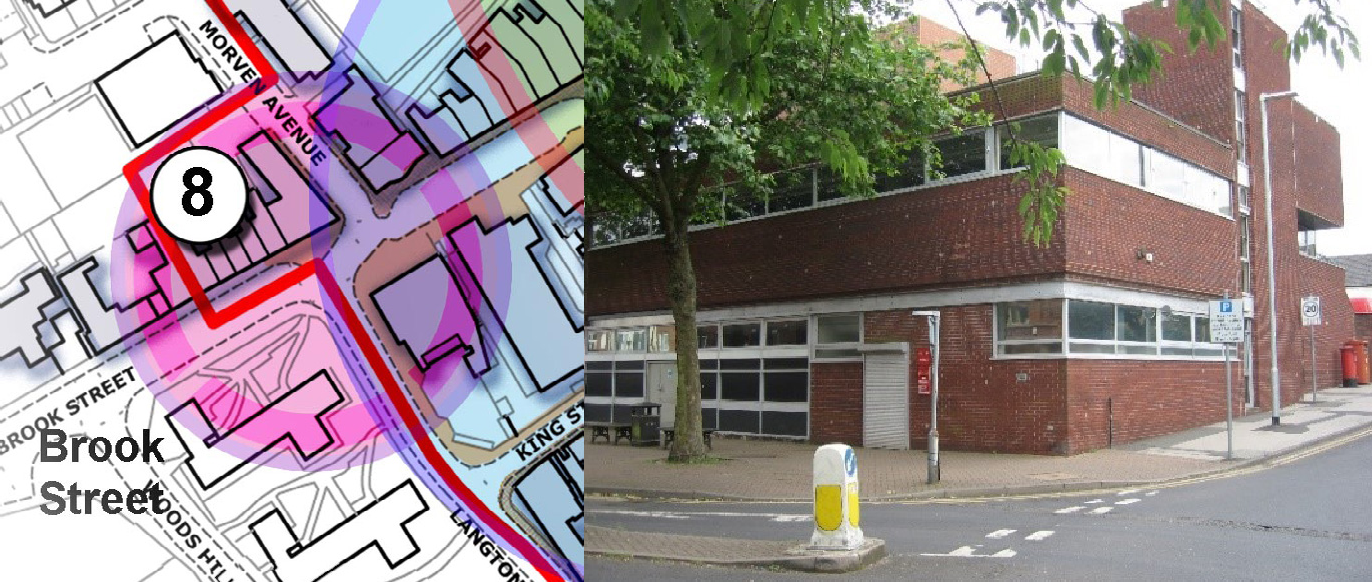 MORVEN AVENUE
8
BROOK STREET
Brook
Street
WOODS HILL
KING ST
LANGTON
P
20